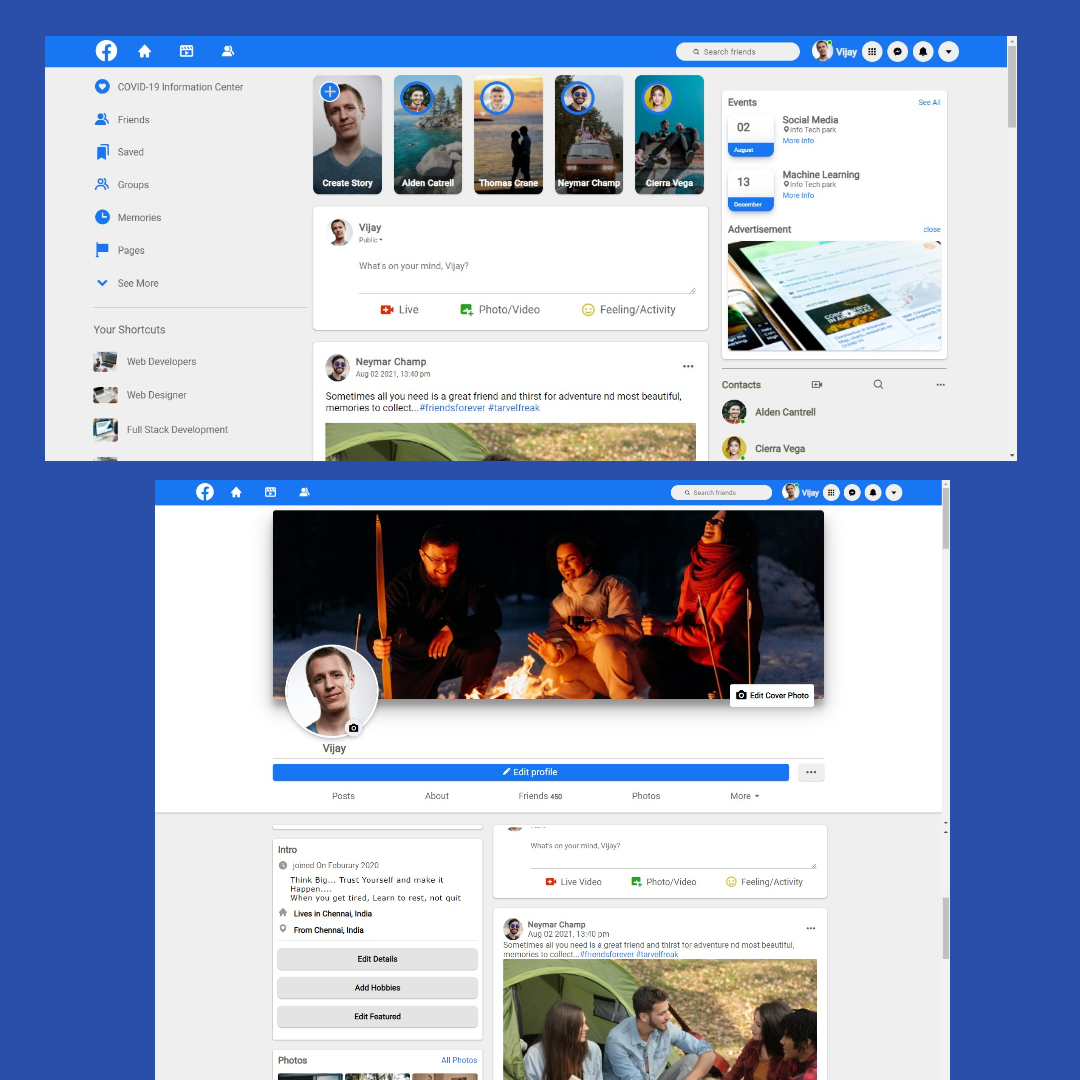 Search friends
Vijay
COVID-19 Information Center
Friends
Saved
Groups
Memories
Pages
See More
Your Shortcuts
Web Developers
Web Designer
Full Stack Development
Create Story
Alden Catrell
Thomas Crane
Neymar Champ
Cierra Vega
Vijay
Public
What's on your mind, Vijay?
Live
Photo/Video
Feeling/Activity
Neymar Champ
Aug 02 2021, 13:40 pm
Sometimes all you need is a great friend and thirst for adventure nd most beautiful,
memories to collect...#friendsforever #tarvelfreak
Events
See All
02
August
Social Media
Info Tech park
More Info
13
Desember
Machine Learning
Info Tech park
More Info
Advertisement
close
CORONAVIRUS
Contacts
Alden Cantrell
Cierra Vega
Search friends
Vijay
Edit Cover Photo
Vijay
Edit profile
Posts
About
Friends 450
Photos
More
Intro
joined On Feburary 2020
Think Big... Trust Yourself and make it
Happen....
When you get tired, Learn to rest, not quit
Lives in Chennai, India
From Chennai, India
Edit Details
Add Hobbies
Edit Featured
Photos
All Photos
What's on your mind, Vijay?
Live Video
Photo/Video
Feeling/Activity
Neymar Champ
Aug 02 2021, 13:40 pm
Sometimes all you need is a great friend and thirst for adventure nd most beautiful,
memories to collect...#friendsforever #tarvelfreak